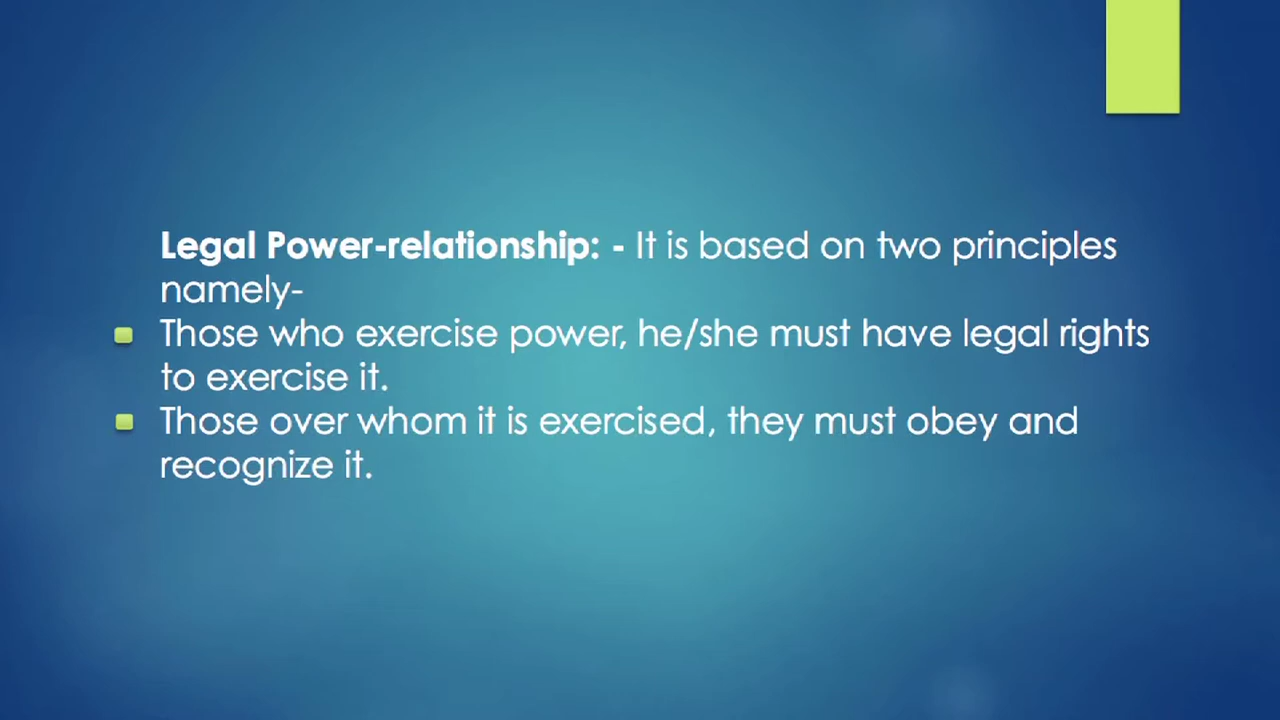 Legal Power-relationship: - It is based on two principles
namely-
Those who exercise power, he/she must have legal rights
to exercise it.
Those over whom it is exercised, they must obey and
recognize it.